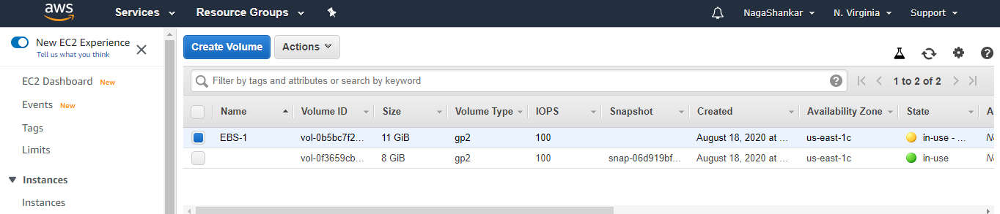 aws Services Resource Groups NagaShankar N. Virginia Support
New EC2 Experience
Tell us what you think
EC2 Dashboard New
Events New
Tags
Limits
Instances
Instances
Create Volume Actions
Filter by tags and attributes or search by keyword 1 to 2 of 2
Name Volume ID Size Volume Type IOPS Snapshot Created Availability Zone State A
EBS-1 vol-0b5bc7f2... 11 GiB gp2 100 August 18, 2020 at ... us-east-1c in-use - ...
vol-0f3659cb... 8 GiB gp2 100 snap-06d919bf... August 18, 2020 at ... us-east-1c in-use